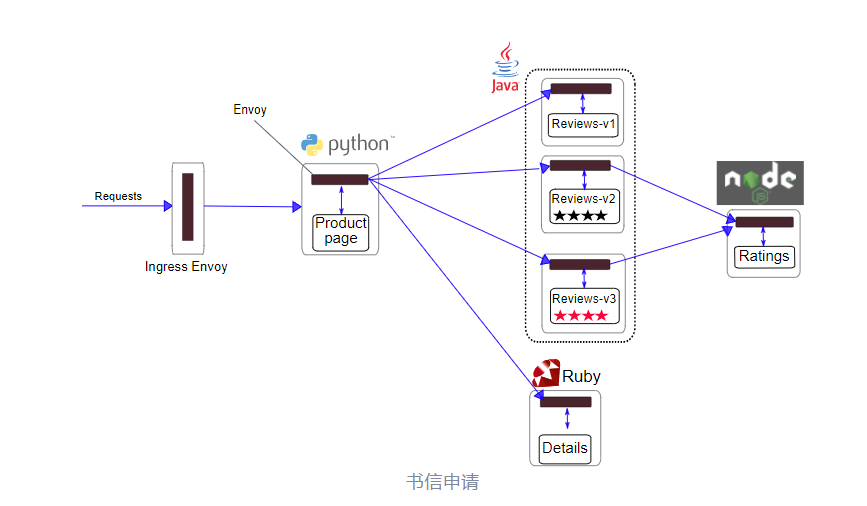 Java
Envoy
python™
Reviews-v1
Requests
Reviews-v2
★★★★
node
JS
Product
page
Ratings
Ingress Envoy
Reviews-v3
★★★★
Ruby
Details
书信申请